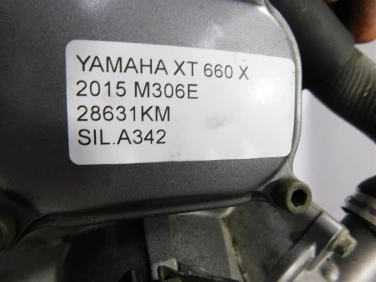 YAMAHA XT 660 X
2015 M306E
28631KM
SIL.A342